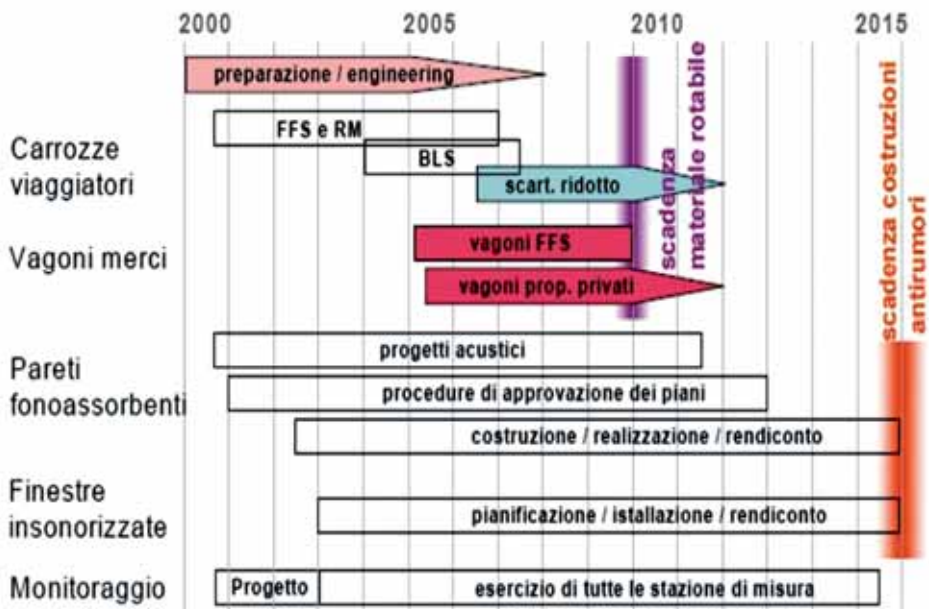 2000 2005 2010 2015
preparazione / engineering
Carrozze
viaggiatori
FFS e RM
BLS
scart. ridotto
scadenza
materiale rotabile
scadenza costruzioni
antirumori
Vagoni merci
vagoni FFS
vagoni prop. privati
Pareti
fonoassorbenti
progetti acustici
procedure di approvazione dei piani
costruzione / realizzazione / rendiconto
Finestre
insonorizzate
pianificazione / istallazione / rendiconto
Monitoraggio
Progetto
esercizio di tutte le stazione di misura